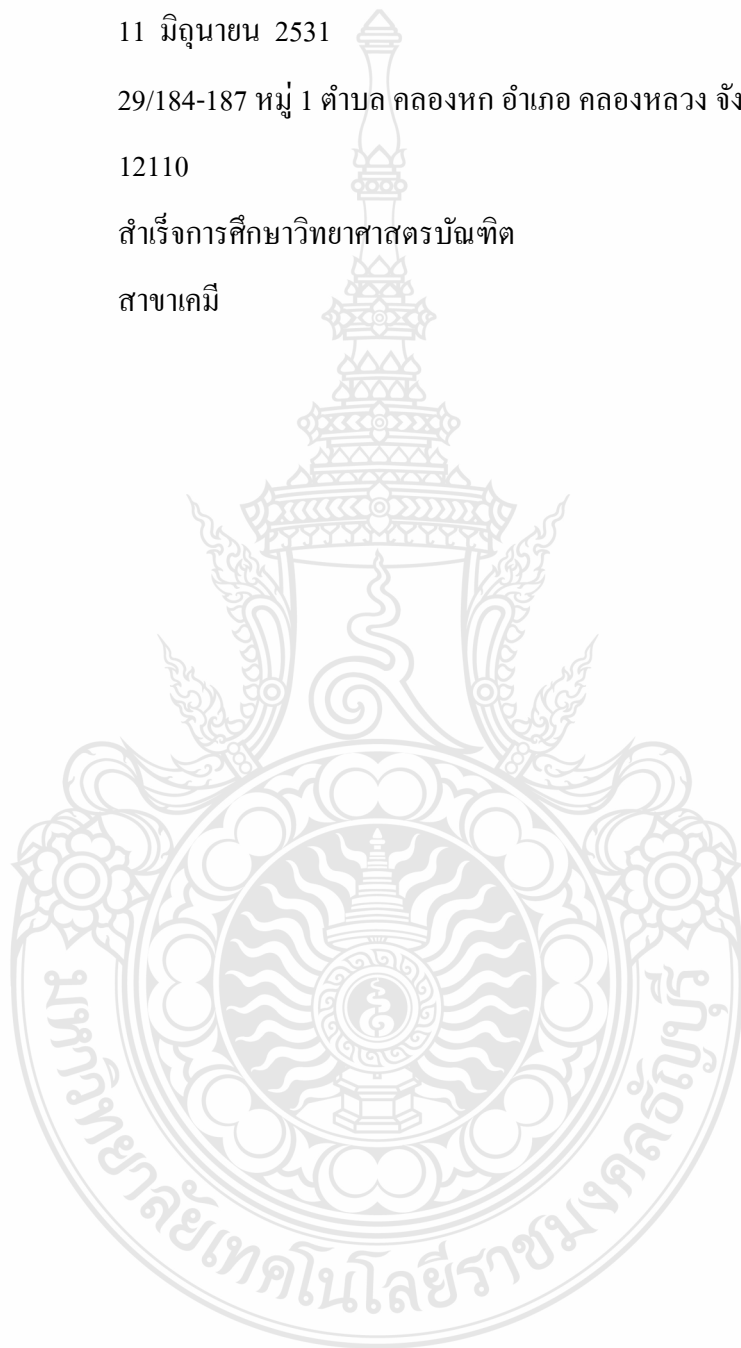 11 มิถุนายน 2531
29/184-187 หมู่ 1 ตำบล คลองหก อำเภอ คลองหลวง จัง
12110
สำเร็จการศึกษาวิทยาศาสตรบัณฑิต
สาขาเคมี
มหาวิทยาลัยเทคโนโลยีราชมงคลธัญบุรี